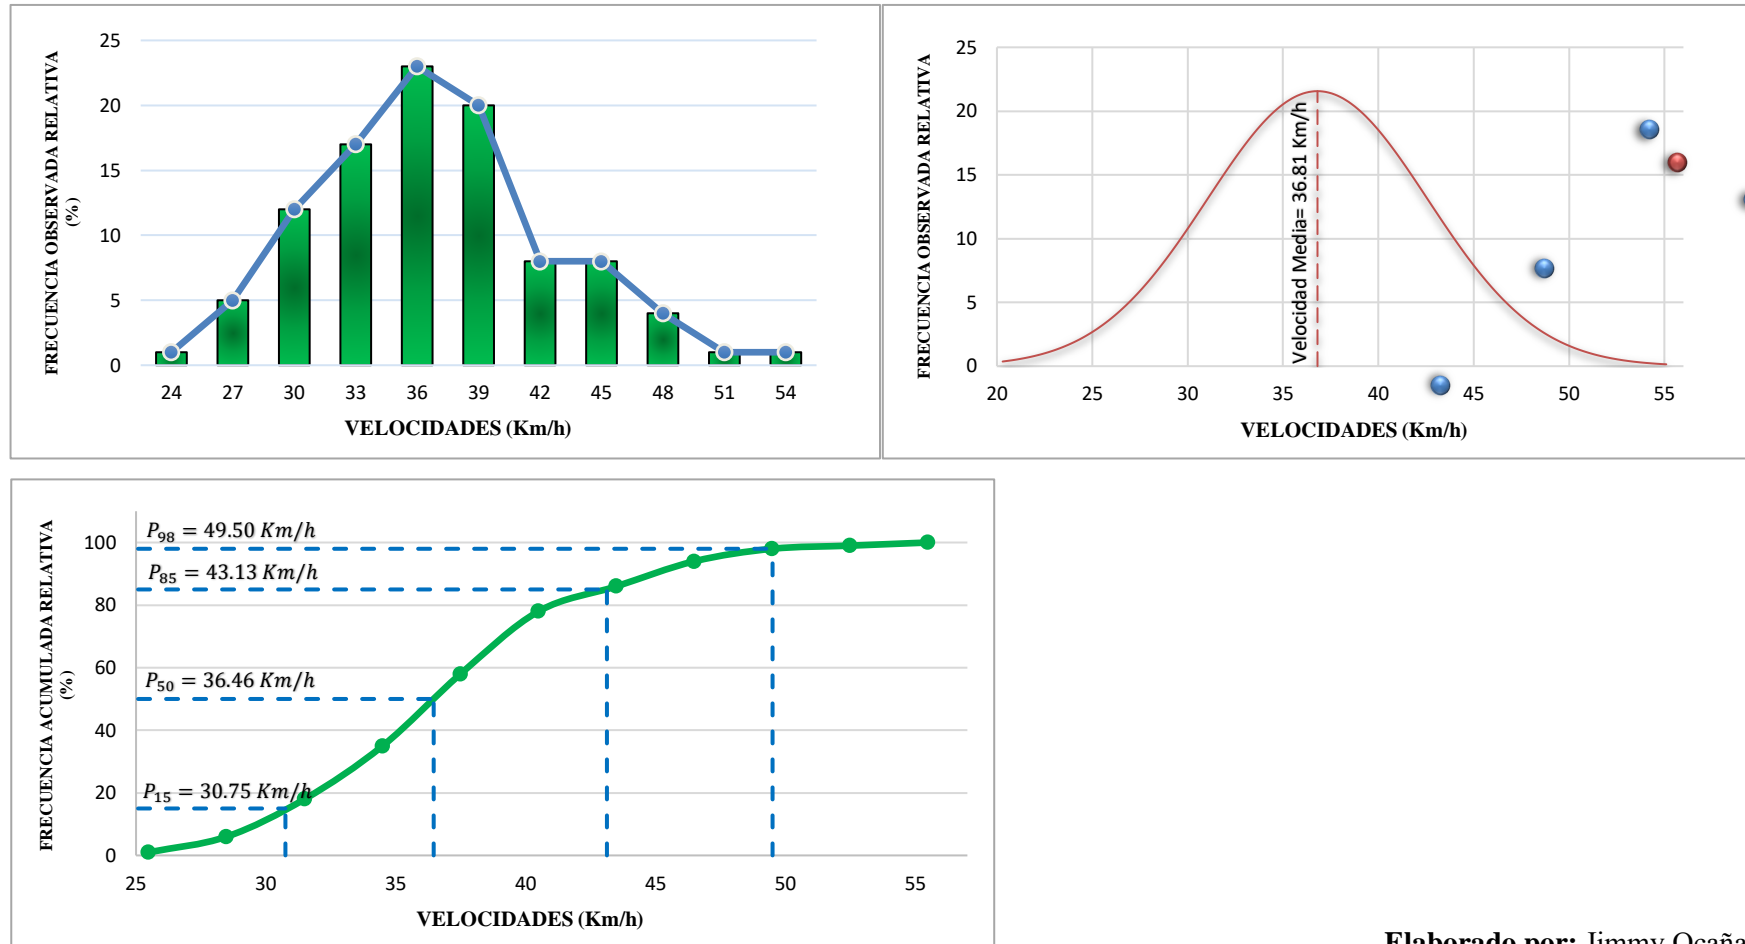 FRECUENCIA OBSERVADA RELATIVA
(%)
25
20
15
10
5
0
24 27 30 33 36 39 42 45 48 51 54
VELOCIDADES (Km/h)
FRECUENCIA OBSERVADA RELATIVA
25
20
15
10
5
0
Velocidad Media= 36.81 Km/h
20 25 30 35 40 45 50 55
VELOCIDADES (Km/h)
FRECUENCIA ACUMULADA RELATIVA
(%)
100
80
60
40
20
0
P₉₈ = 49.50 Km/h
P₈₅ = 43.13 Km/h
P₅₀ = 36.46 Km/h
P₁₅ = 30.75 Km/h
25 30 35 40 45 50 55
VELOCIDADES (Km/h)
Elaborado por: Jimmy Ocaña